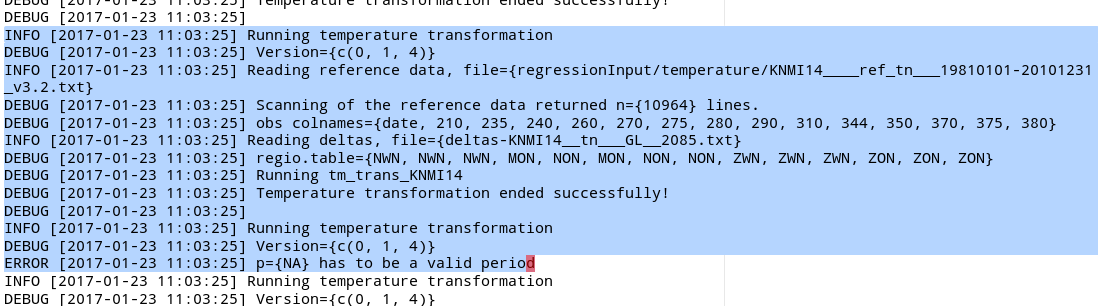 DEBUG [2017-01-23 11:03:25] Temperature transformation ended successfully!
DEBUG [2017-01-23 11:03:25]
INFO [2017-01-23 11:03:25] Running temperature transformation
DEBUG [2017-01-23 11:03:25] Version={c(0, 1, 4)}
INFO [2017-01-23 11:03:25] Reading reference data, file={regressionInput/temperature/KNMI14____ref_tn___19810101-20101231
_v3.2.txt}
DEBUG [2017-01-23 11:03:25] Scanning of the reference data returned n={10964} lines.
DEBUG [2017-01-23 11:03:25] obs colnames={date, 210, 235, 240, 260, 270, 275, 280, 290, 310, 344, 350, 370, 375, 380}
INFO [2017-01-23 11:03:25] Reading deltas, file={deltas-KNMI14__tn___GL__2085.txt}
DEBUG [2017-01-23 11:03:25] regio.table={NWN, NWN, NWN, MON, NON, MON, NON, NON, ZWN, ZWN, ZWN, ZON, ZON, ZON}
DEBUG [2017-01-23 11:03:25] Running tm_trans_KNMI14
DEBUG [2017-01-23 11:03:25] Temperature transformation ended successfully!
DEBUG [2017-01-23 11:03:25]
INFO [2017-01-23 11:03:25] Running temperature transformation
DEBUG [2017-01-23 11:03:25] Version={c(0, 1, 4)}
ERROR [2017-01-23 11:03:25] p={NA} has to be a valid period
INFO [2017-01-23 11:03:25] Running temperature transformation
DEBUG [2017-01-23 11:03:25] Version={c(0, 1, 4)}